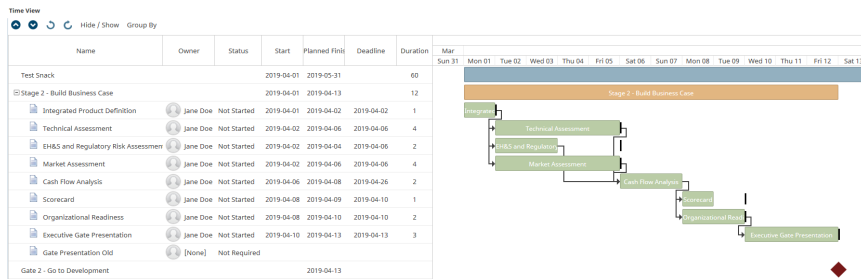 Time View
Hide / Show Group By
Name Owner Status Start Planned Finis Deadline Duration
Mar
Sun 31 Mon 01 Tue 02 Wed 03 Thu 04 Fri 05 Sat 06 Sun 07 Mon 08 Tue 09 Wed 10 Thu 11 Fri 12 Sat 13
Test Snack 2019-04-01 2019-05-31 60
Stage 2 - Build Business Case 2019-04-01 2019-04-13 12
Stage 2 - Build Business Case
Integrated Product Definition Jane Doe Not Started 2019-04-01 2019-04-02 2019-04-02 1
Integrated
Technical Assessment Jane Doe Not Started 2019-04-02 2019-04-06 2019-04-06 4
Technical Assessment
EH&S and Regulatory Risk Assessmen Jane Doe Not Started 2019-04-02 2019-04-04 2019-04-06 2
EH&S and Regulatory
Market Assessment Jane Doe Not Started 2019-04-02 2019-04-06 2019-04-06 4
Market Assessment
Cash Flow Analysis Jane Doe Not Started 2019-04-06 2019-04-08 2019-04-26 2
Cash Flow Analysis
Scorecard Jane Doe Not Started 2019-04-08 2019-04-09 2019-04-10 1
Scorecard
Organizational Readiness Jane Doe Not Started 2019-04-08 2019-04-10 2019-04-10 2
Organizational Read
Executive Gate Presentation Jane Doe Not Started 2019-04-10 2019-04-13 2019-04-13 3
Executive Gate Presentation
Gate Presentation Old [None] Not Required
Gate 2 - Go to Development 2019-04-13